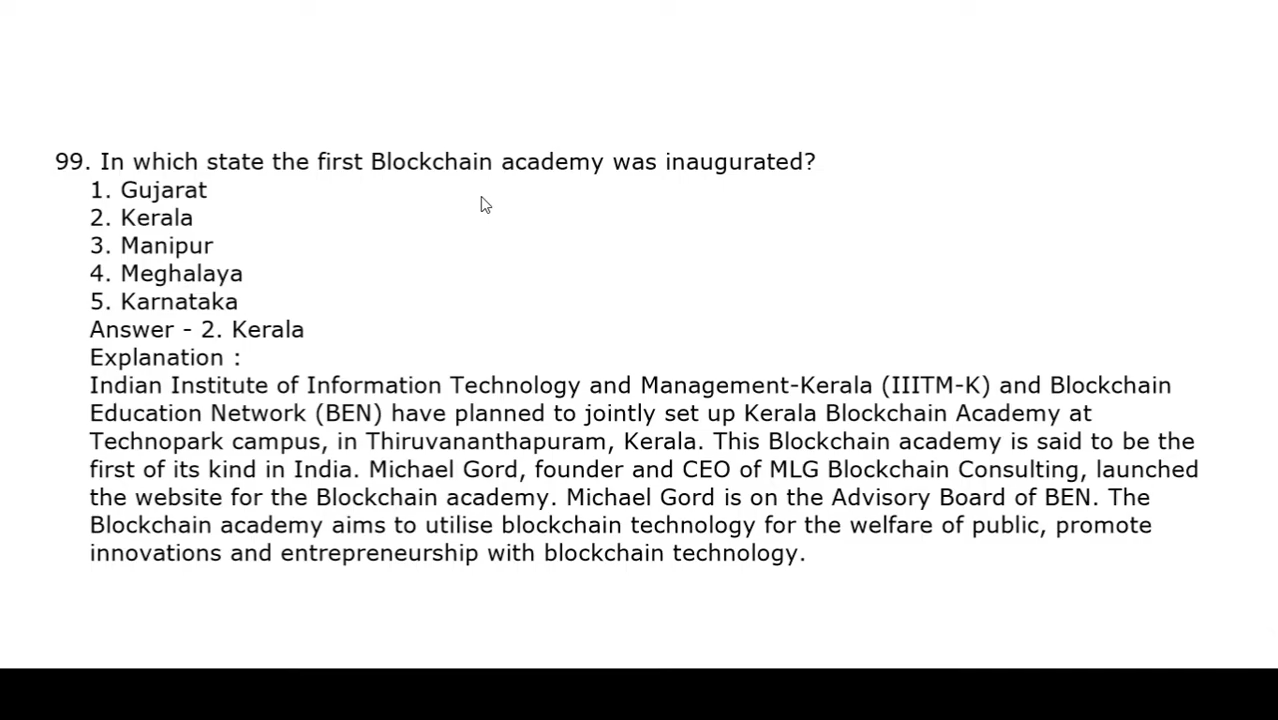 99. In which state the first Blockchain academy was inaugurated?
1. Gujarat
2. Kerala
3. Manipur
4. Meghalaya
5. Karnataka
Answer - 2. Kerala
Explanation :
Indian Institute of Information Technology and Management-Kerala (IIITM-K) and Blockchain
Education Network (BEN) have planned to jointly set up Kerala Blockchain Academy at
Technopark campus, in Thiruvananthapuram, Kerala. This Blockchain academy is said to be the
first of its kind in India. Michael Gord, founder and CEO of MLG Blockchain Consulting, launched
the website for the Blockchain academy. Michael Gord is on the Advisory Board of BEN. The
Blockchain academy aims to utilise blockchain technology for the welfare of public, promote
innovations and entrepreneurship with blockchain technology.